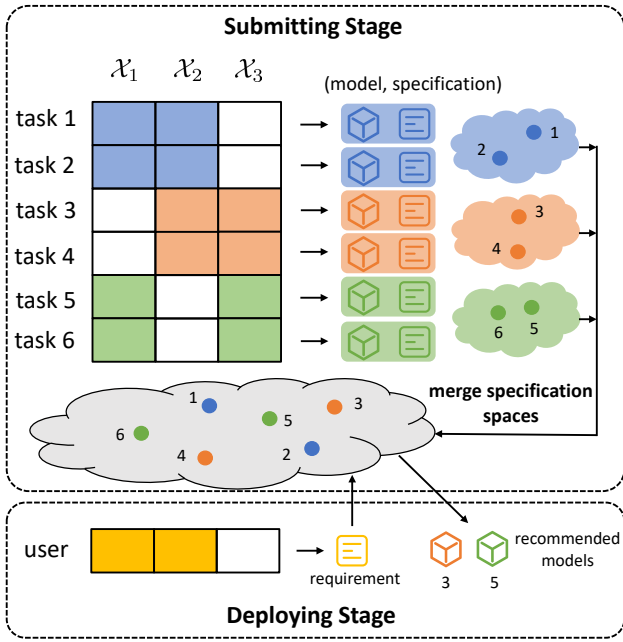 Submitting Stage
𝒳₁ 𝒳₂ 𝒳₃
(model, specification)
task 1
task 2
task 3
task 4
task 5
task 6
1
2
3
4
6 5
merge specification
spaces
1
3
5
6
4
2
user
requirement
3 5
recommended
models
Deploying Stage